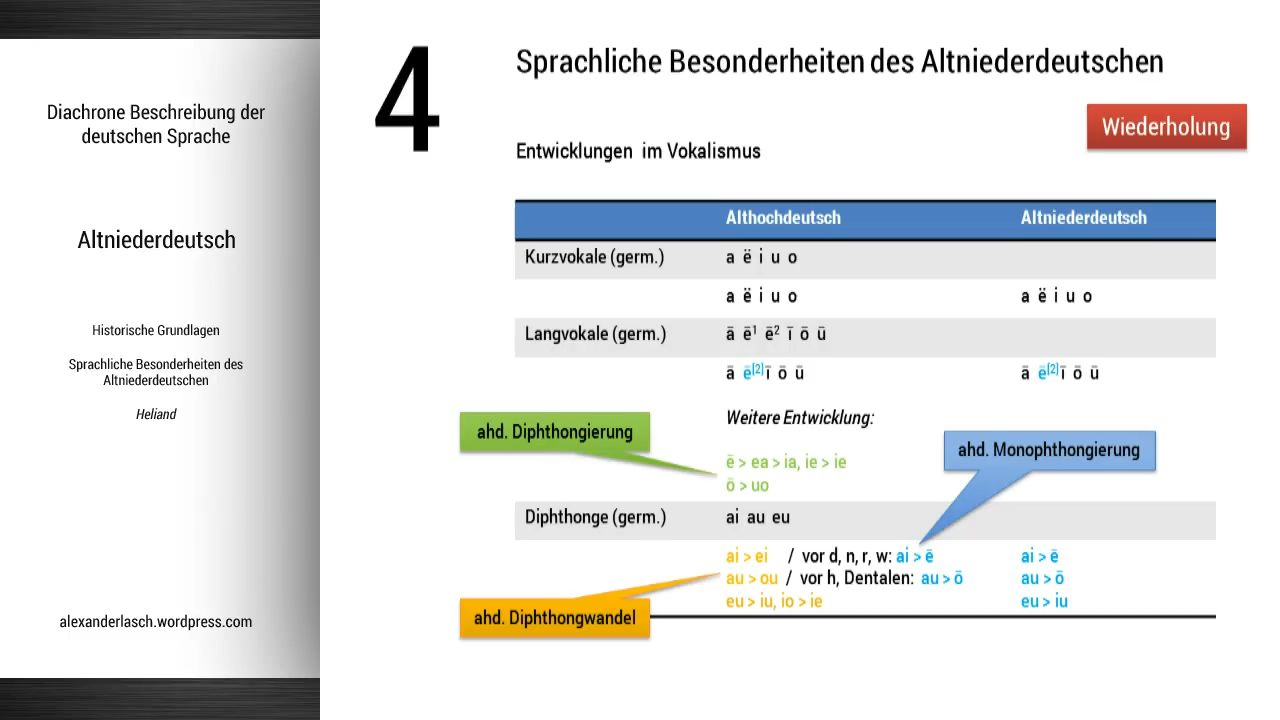 Diachrone Beschreibung der
deutschen Sprache
Altniederdeutsch
Historische Grundlagen
Sprachliche Besonderheiten des
Altniederdeutschen
Heliand
alexanderlasch.wordpress.com
4
Sprachliche Besonderheiten des Altniederdeutschen
Wiederholung
Entwicklungen im Vokalismus
Althochdeutsch Altniederdeutsch
Kurzvokale (germ.) a ë i u o
a ë i u o a ë i u o
Langvokale (germ.) ā ē¹ ē² ī ō ū
ā ē[2] ī ō ū ā ē[2] ī ō ū
Weitere Entwicklung:
ahd. Diphthongierung
ahd. Monophthongierung
ē > ea > ia, ie > ie
ō > uo
Diphthonge (germ.) ai au eu
ai > ei / vor d, n, r, w: ai > ē ai > ē
au > ou / vor h, Dentalen: au > ō au > ō
eu > iu, io > ie eu > iu
ahd. Diphthongwandel